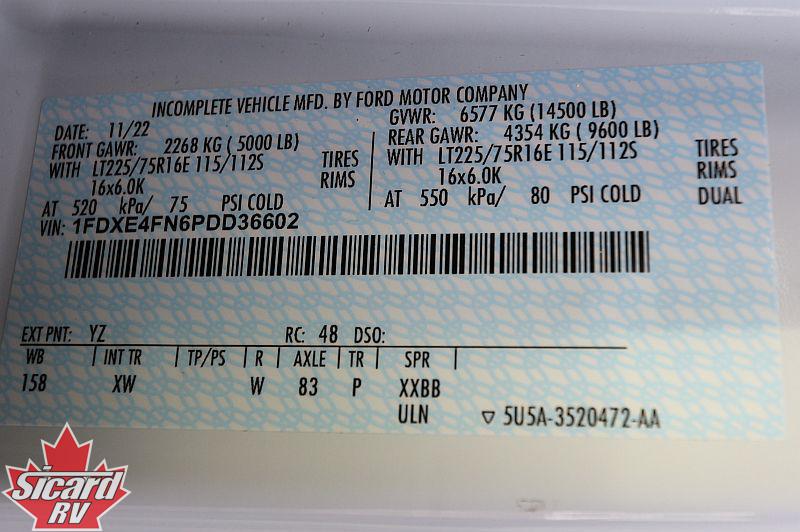 INCOMPLETE VEHICLE MFD. BY FORD MOTOR COMPANY
DATE: 11/22 GVWR: 6577 KG (14500 LB)
FRONT GAWR: 2268 KG ( 5000 LB) REAR GAWR: 4354 KG ( 9600 LB)
WITH LT225/75R16E 115/112S TIRES WITH LT225/75R16E 115/112S TIRES
16x6.0K RIMS 16x6.0K RIMS
AT 520 kPa/ 75 PSI COLD AT 550 kPa/ 80 PSI COLD DUAL
VIN: 1FDXE4FN6PDD36602
EXT PNT: YZ RC: 48 DSO:
WB | INT TR | TP/PS | R | AXLE | TR | SPR |
158 XW W 83 P XXBB
ULN ▽ 5U5A-3520472-AA
Sicard
RV